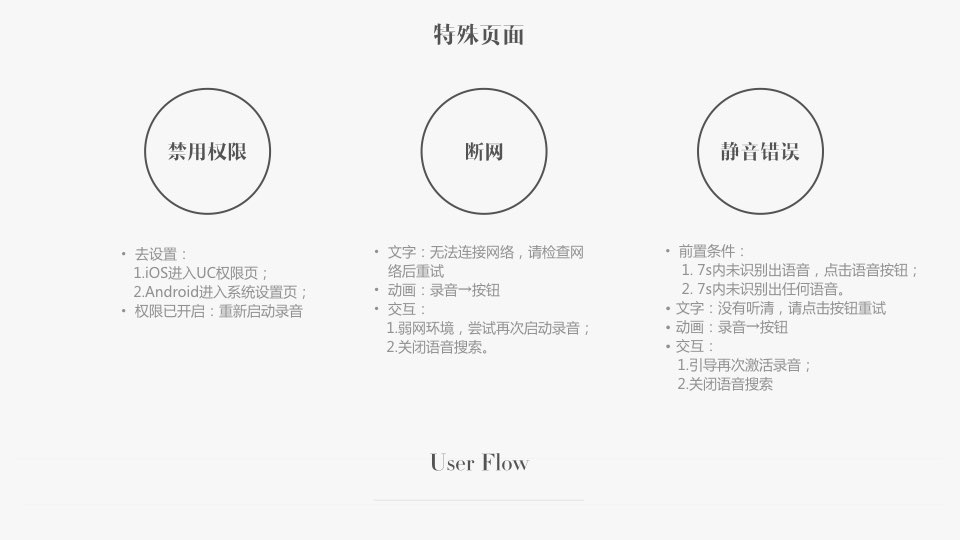 特殊页面
禁用权限
断网
静音错误
• 去设置：
1.iOS进入UC权限页；
2.Android进入系统设置页；
• 权限已开启：重新启动录音
• 文字：无法连接网络，请检查网
络后重试
• 动画：录音→按钮
• 交互：
1.弱网环境，尝试再次启动录音；
2.关闭语音搜索。
• 前置条件：
1. 7s内未识别出语音，点击语音按钮；
2. 7s内未识别出任何语音。
• 文字：没有听清，请点击按钮重试
• 动画：录音→按钮
• 交互：
1.引导再次激活录音；
2.关闭语音搜索
User Flow